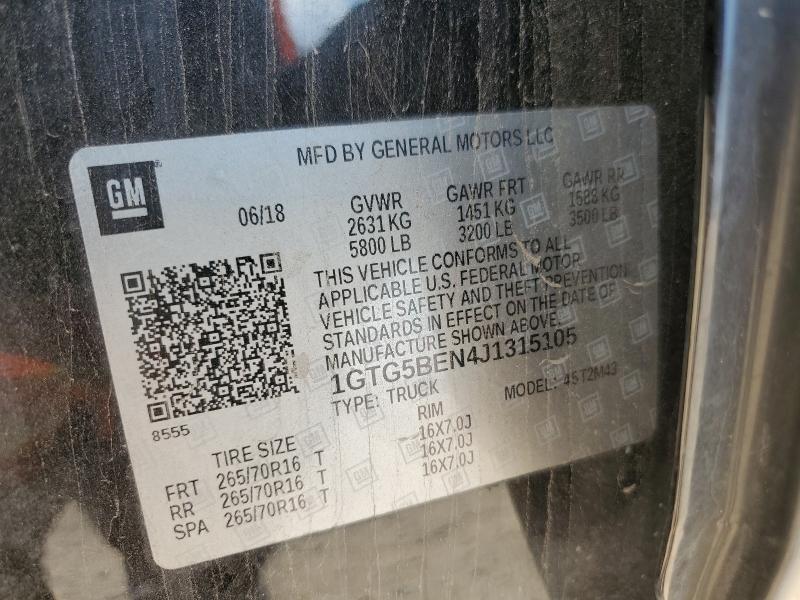 MFD BY GENERAL MOTORS LLC
GM
06/18
GVWR GAWR FRT GAWR RR
2631 KG 1451 KG 1588 KG
5800 LB 3200 LB 3500 LB
THIS VEHICLE CONFORMS TO ALL
APPLICABLE U.S. FEDERAL MOTOR
VEHICLE SAFETY AND THEFT PREVENTION
STANDARDS IN EFFECT ON THE DATE OF
MANUFACTURE SHOWN ABOVE.
1GTG5BEN4J1315105
TYPE: TRUCK MODEL: 4ST2M43
8555
TIRE SIZE RIM
FRT 265/70R16 T 16X7.0J
RR 265/70R16 T 16X7.0J
SPA 265/70R16 T 16X7.0J